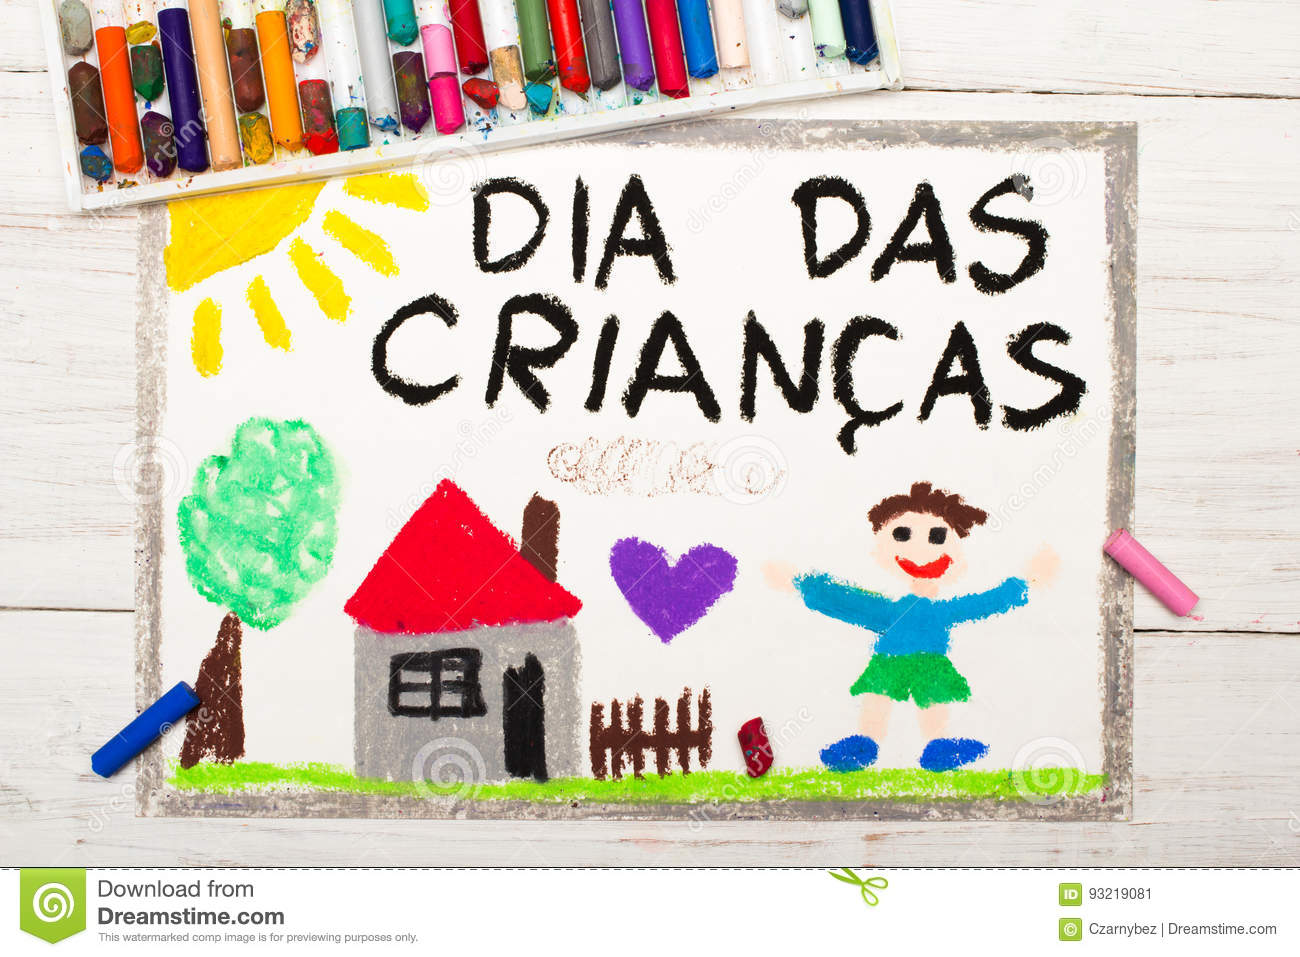 DIA DAS
CRIANÇAS
Download from
Dreamstime.com
This watermarked comp image is for previewing purposes only.
ID 93219081
© Czarnybez | Dreamstime.com